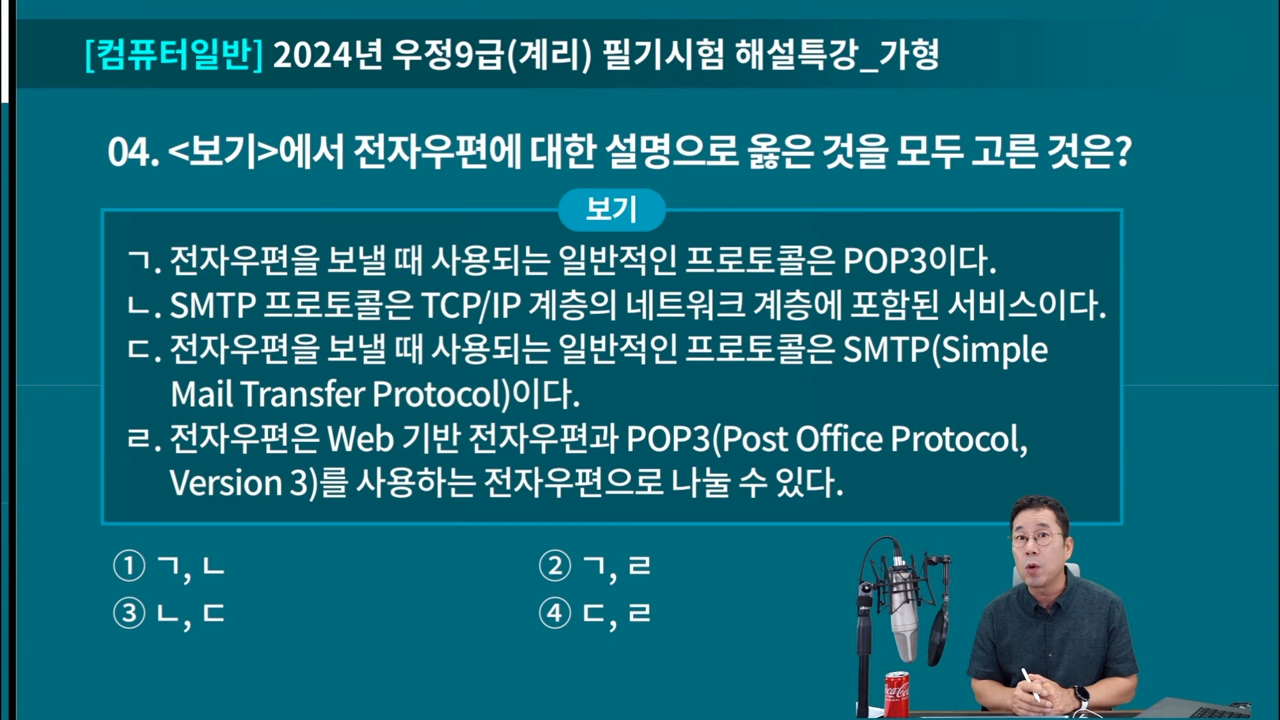 [컴퓨터일반] 2024년 우정9급(계리) 필기시험 해설특강_가형
04. <보기>에서 전자우편에 대한 설명으로 옳은 것을 모두 고른 것은?
보기
ㄱ. 전자우편을 보낼 때 사용되는 일반적인 프로토콜은 POP3이다.
ㄴ. SMTP 프로토콜은 TCP/IP 계층의 네트워크 계층에 포함된 서비스이다.
ㄷ. 전자우편을 보낼 때 사용되는 일반적인 프로토콜은 SMTP(Simple
Mail Transfer Protocol)이다.
ㄹ. 전자우편은 Web 기반 전자우편과 POP3(Post Office Protocol,
Version 3)를 사용하는 전자우편으로 나눌 수 있다.
① ㄱ, ㄴ
② ㄱ, ㄹ
③ ㄴ, ㄷ
④ ㄷ, ㄹ
Coca-Cola